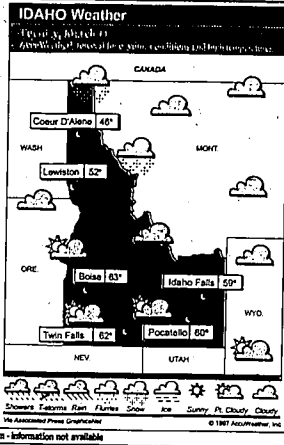 IDAHO Weather
CANADA
Coeur D'Alene 46°
WASH
MONT.
Lewiston 52°
ORE.
Boise 63°
Idaho Falls 59°
WYO.
Twin Falls 62°
Pocatello 60°
NEV.
UTAH
Showers T-storms Rain Flurries Snow Ice Sunny Pt. Cloudy Cloudy
Via Associated Press GraphicsNet
© 1997 AccuWeather, Inc.
- information not available